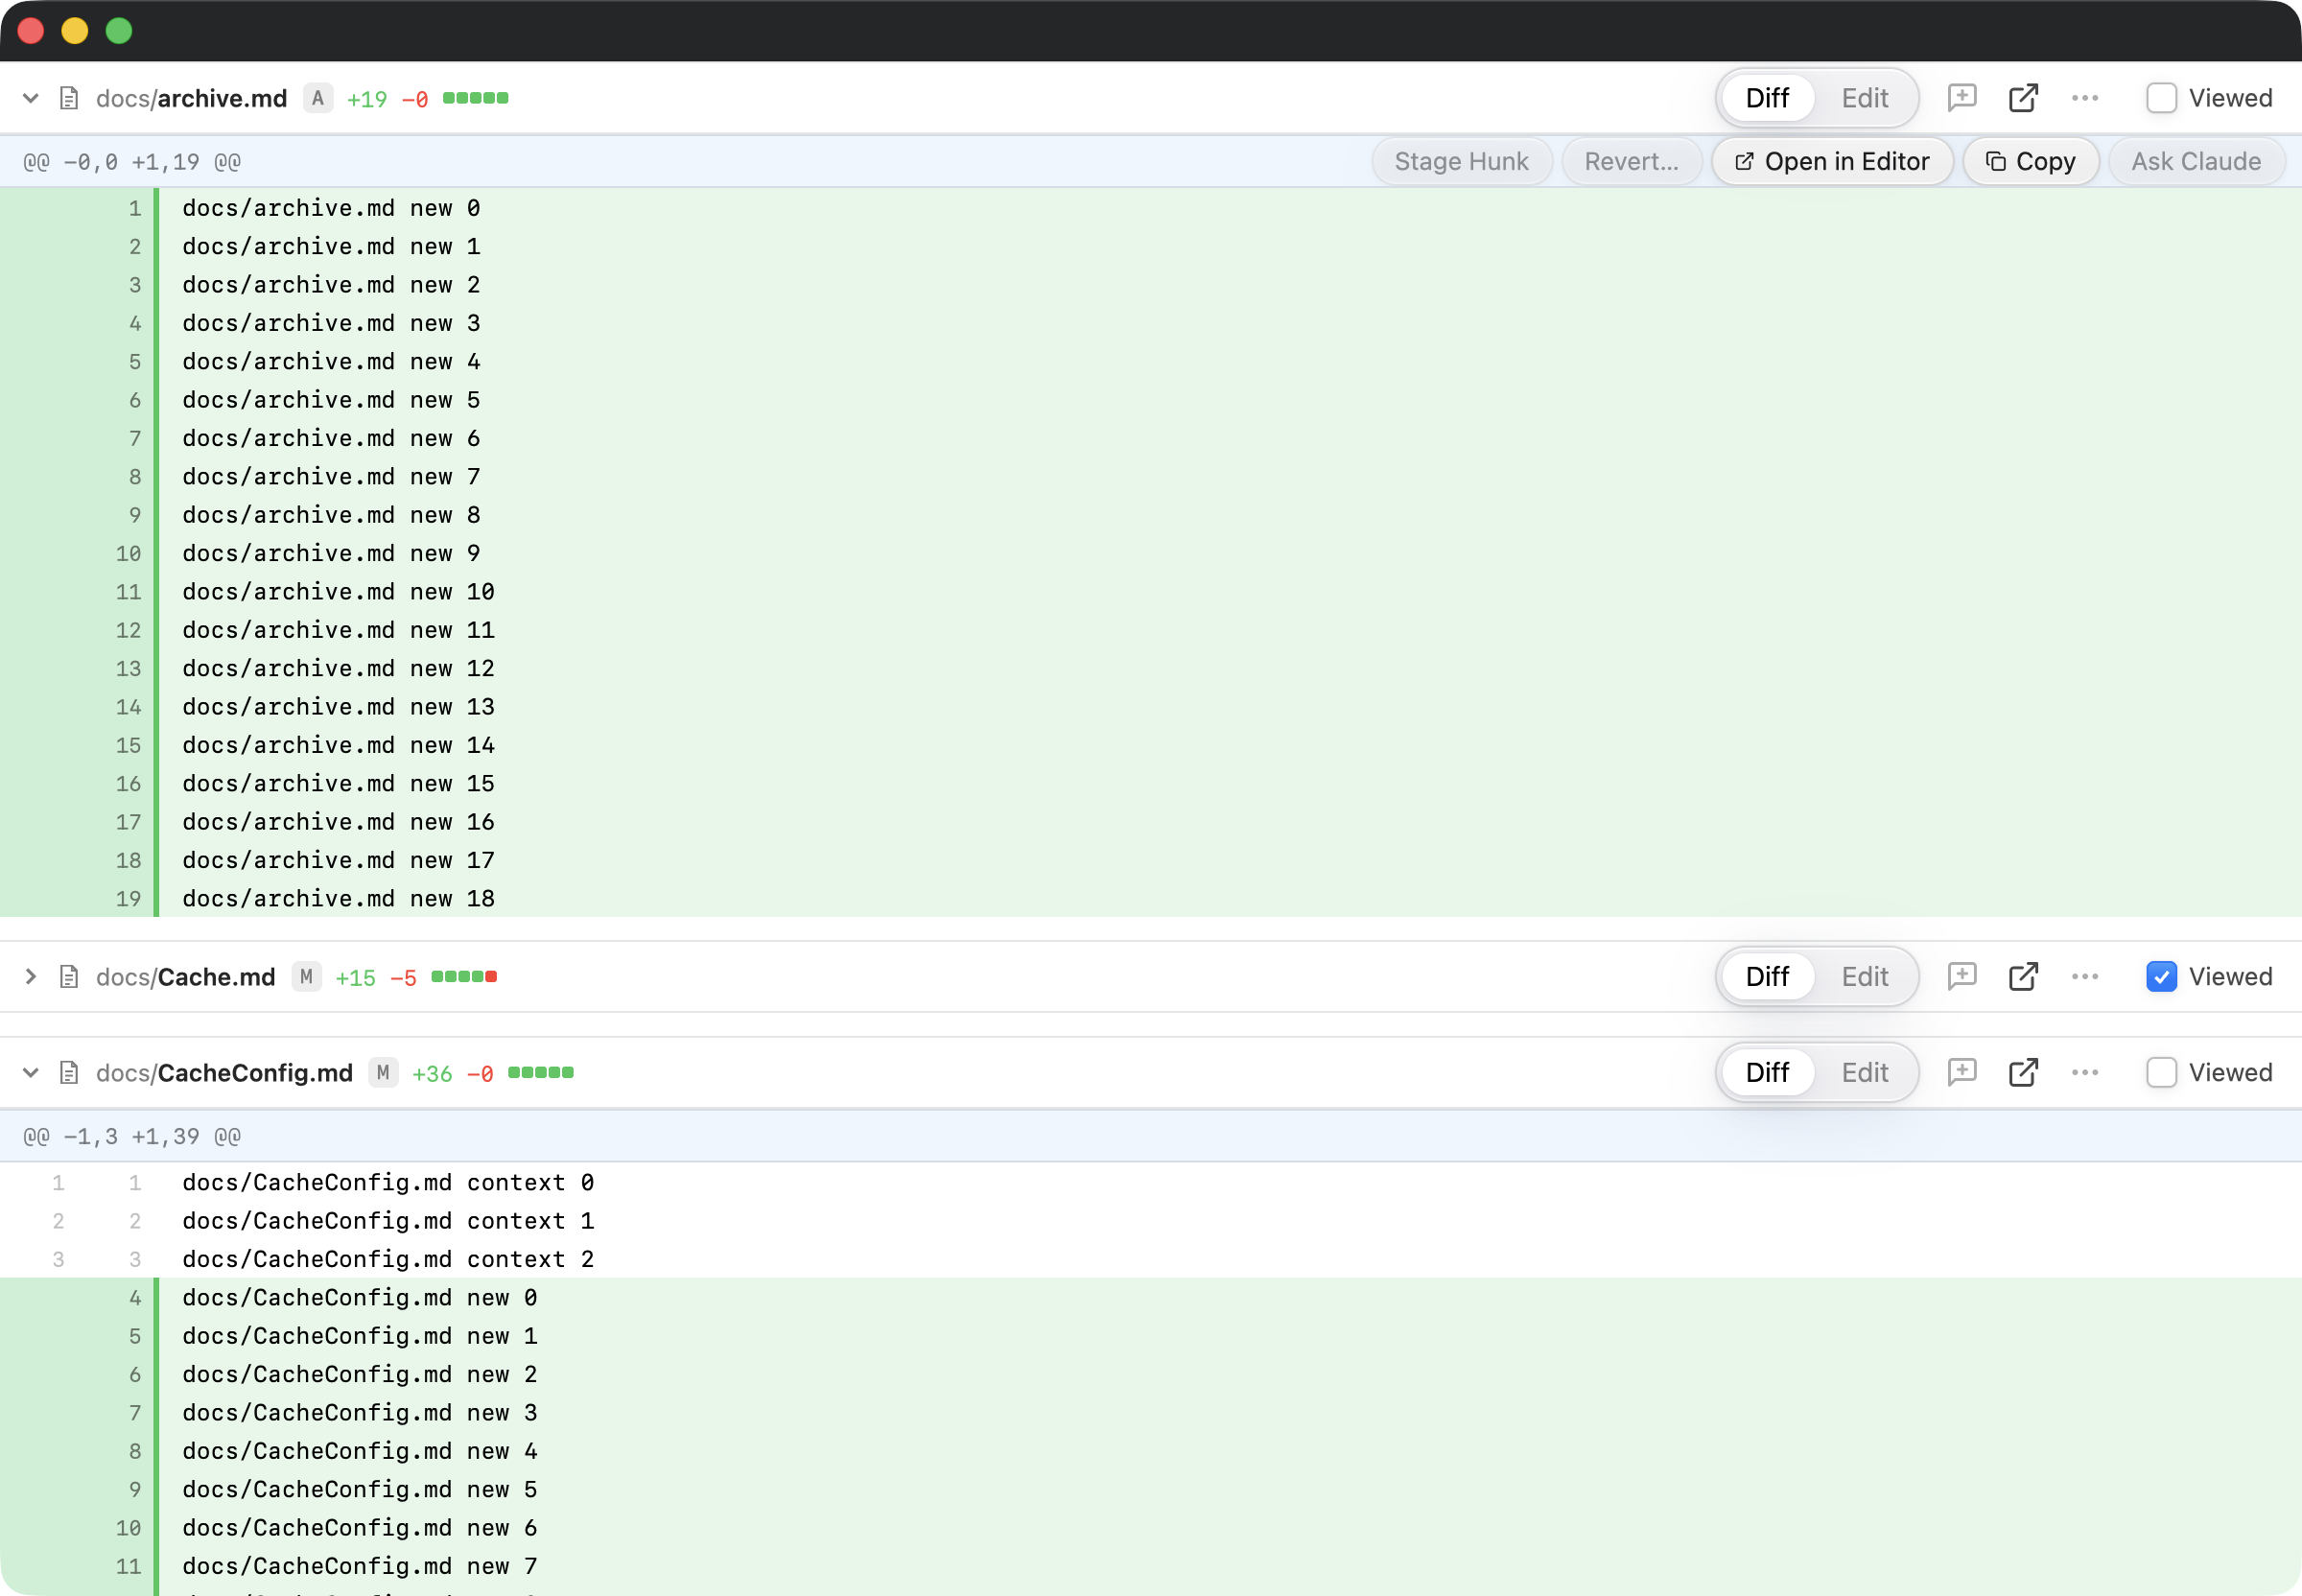 docs/archive.md A +19 −0 Diff Edit Viewed
@@ −0,0 +1,19 @@ Stage Hunk Revert... Open in Editor Copy Ask Claude
1 docs/archive.md new 0
2 docs/archive.md new 1
3 docs/archive.md new 2
4 docs/archive.md new 3
5 docs/archive.md new 4
6 docs/archive.md new 5
7 docs/archive.md new 6
8 docs/archive.md new 7
9 docs/archive.md new 8
10 docs/archive.md new 9
11 docs/archive.md new 10
12 docs/archive.md new 11
13 docs/archive.md new 12
14 docs/archive.md new 13
15 docs/archive.md new 14
16 docs/archive.md new 15
17 docs/archive.md new 16
18 docs/archive.md new 17
19 docs/archive.md new 18
docs/Cache.md M +15 −5 Diff Edit Viewed
docs/CacheConfig.md M +36 −0 Diff Edit Viewed
@@ −1,3 +1,39 @@
1 1 docs/CacheConfig.md context 0
2 2 docs/CacheConfig.md context 1
3 3 docs/CacheConfig.md context 2
4 docs/CacheConfig.md new 0
5 docs/CacheConfig.md new 1
6 docs/CacheConfig.md new 2
7 docs/CacheConfig.md new 3
8 docs/CacheConfig.md new 4
9 docs/CacheConfig.md new 5
10 docs/CacheConfig.md new 6
11 docs/CacheConfig.md new 7